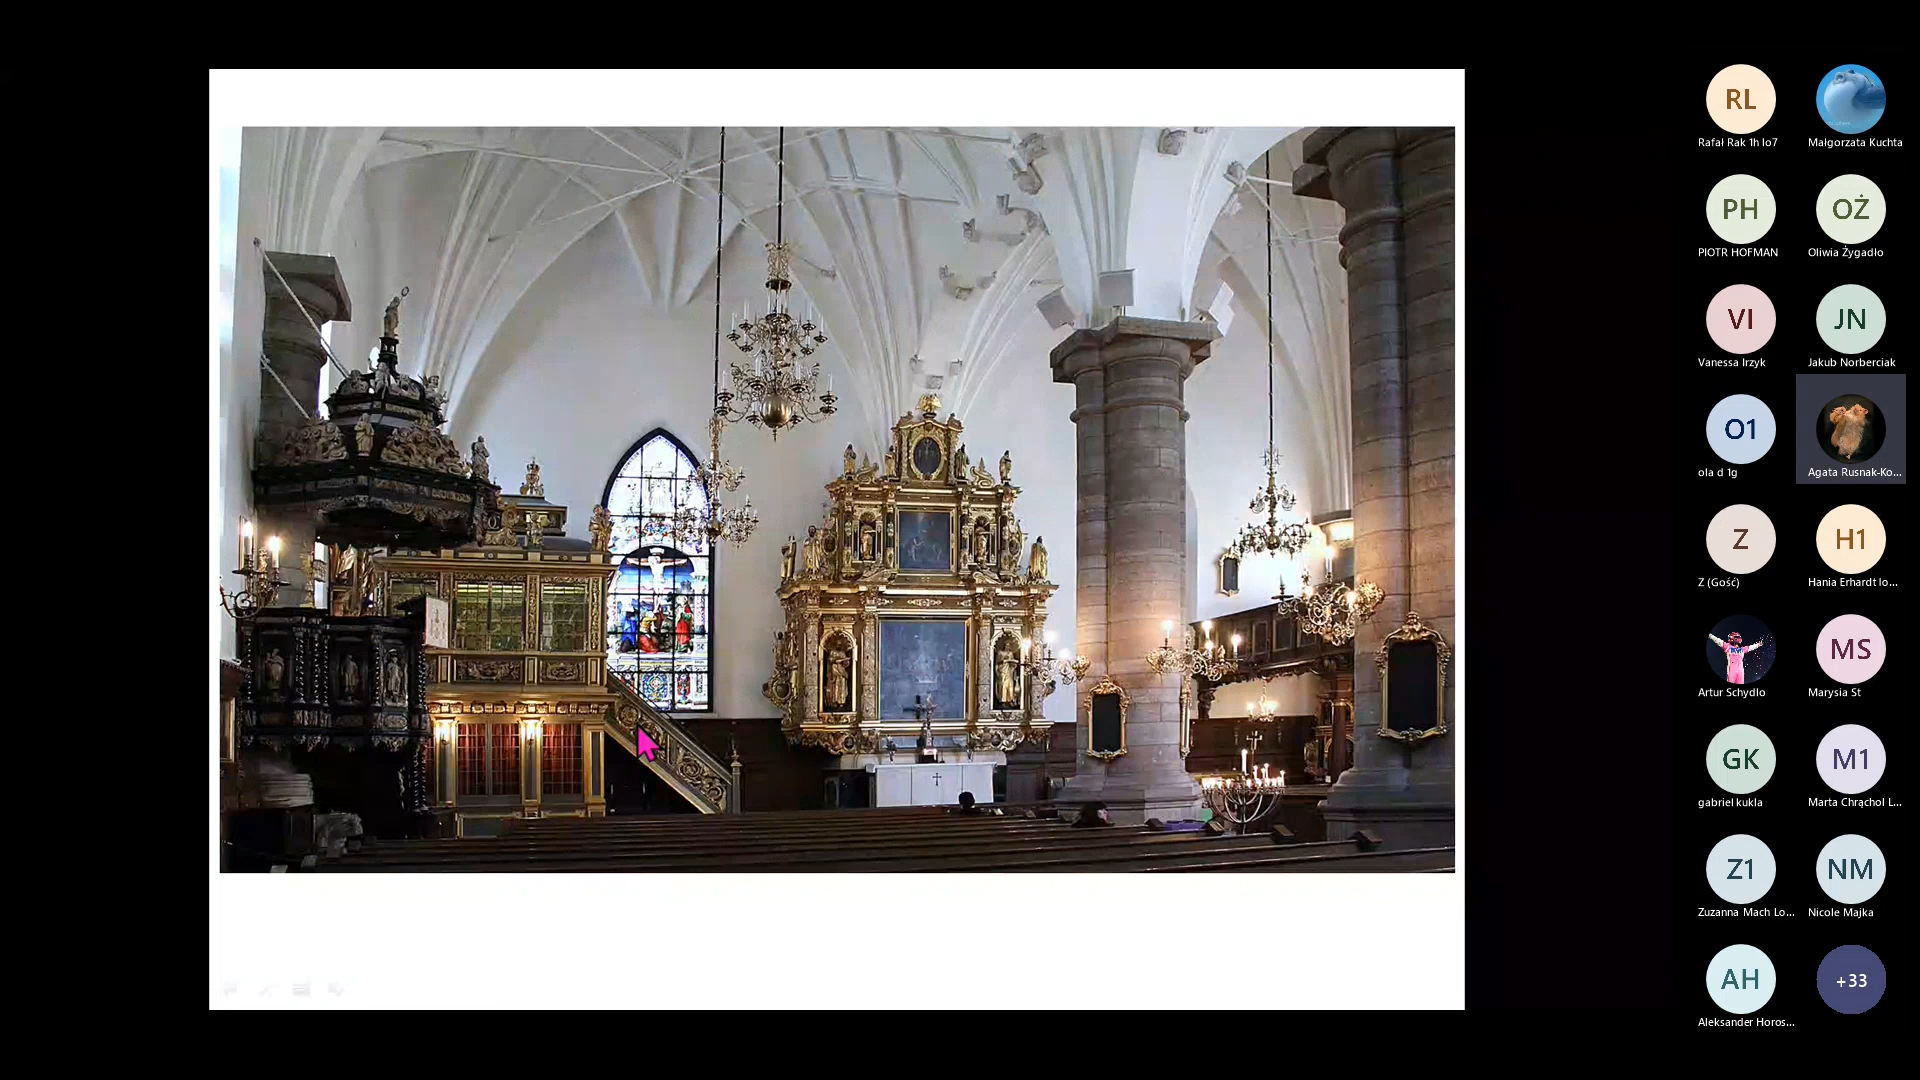 RL
Rafał Rak 1h lo7
Małgorzata Kuchta
PH
PIOTR HOFMAN
OŻ
Oliwia Żygadło
VI
Vanessa Irzyk
JN
Jakub Norberciak
O1
ola d 1g
Agata Rusnak-Ko...
Z
Z (Gość)
H1
Hania Erhardt lo...
Artur Schydlo
MS
Marysia St
GK
gabriel kukla
M1
Marta Chrąchol L...
Z1
Zuzanna Mach Lo...
NM
Nicole Majka
AH
Aleksander Horos...
+33